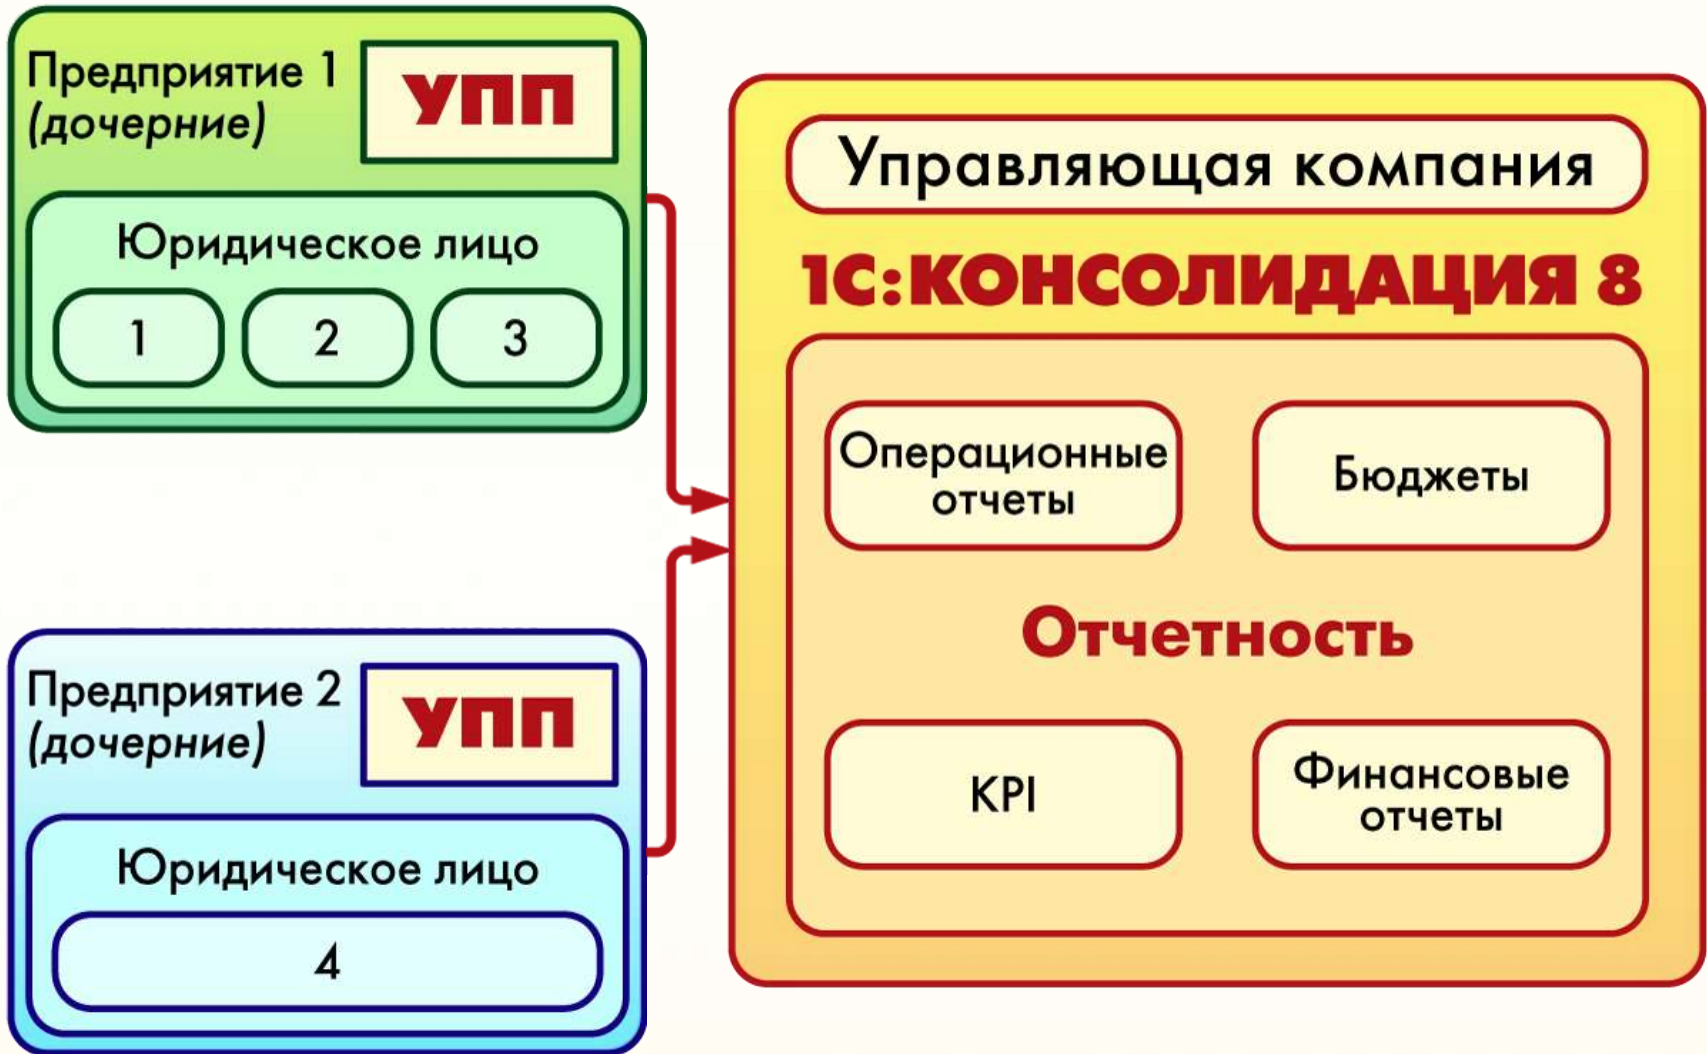 Предприятие 1
(дочерние)
УПП
Юридическое лицо
1
2
3
Предприятие 2
(дочерние)
УПП
Юридическое лицо
4
Управляющая компания
1С:КОНСОЛИДАЦИЯ 8
Операционные
отчеты
Бюджеты
Отчетность
KPI
Финансовые
отчеты